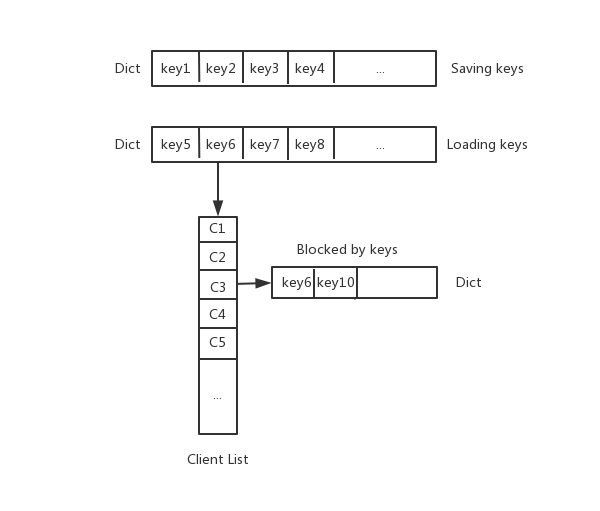 Dict key1 key2 key3 key4 ... Saving keys
Dict key5 key6 key7 key8 ... Loading keys
C1
C2
C3
C4
C5
...
Client List
Blocked by keys
key6 key10 Dict